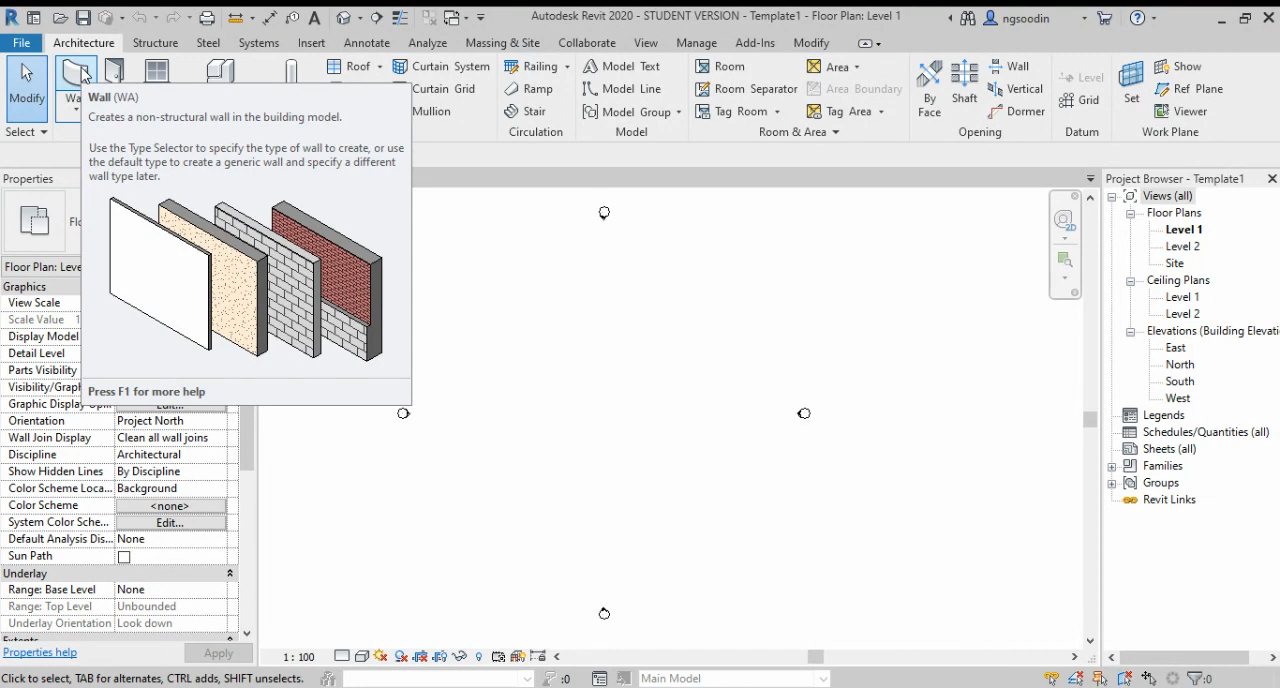 Autodesk Revit 2020 - STUDENT VERSION - Template1 - Floor Plan: Level 1
ngsoodin
File Architecture Structure Steel Systems Insert Annotate Analyze Massing & Site Collaborate View Manage Add-Ins Modify
Modify
Select
Roof
Curtain System
Curtain Grid
Mullion
Railing
Ramp
Stair
Circulation
Model Text
Model Line
Model Group
Model
Room
Room Separator
Tag Room
Area
Area Boundary
Tag Area
Room & Area
By
Face
Shaft
Wall
Vertical
Dormer
Opening
Level
Grid
Datum
Set
Show
Ref Plane
Viewer
Work Plane
Wall (WA)
Creates a non-structural wall in the building model.
Use the Type Selector to specify the type of wall to create, or use
the default type to create a generic wall and specify a different
wall type later.
Press F1 for more help
Properties
Floor Plan: Leve
Graphics
View Scale
Scale Value 1
Display Model
Detail Level
Parts Visibility
Visibility/Graph
Graphic Display Op... Edit...
Orientation Project North
Wall Join Display Clean all wall joins
Discipline Architectural
Show Hidden Lines By Discipline
Color Scheme Loca... Background
Color Scheme <none>
System Color Sche... Edit...
Default Analysis Dis... None
Sun Path
Underlay
Range: Base Level None
Range: Top Level Unbounded
Underlay Orientation Look down
Extents
Properties help Apply
2D
Project Browser - Template1
Views (all)
Floor Plans
Level 1
Level 2
Site
Ceiling Plans
Level 1
Level 2
Elevations (Building Elevati
East
North
South
West
Legends
Schedules/Quantities (all)
Sheets (all)
Families
Groups
Revit Links
1 : 100
Click to select, TAB for alternates, CTRL adds, SHIFT unselects.
:0
Main Model
:0